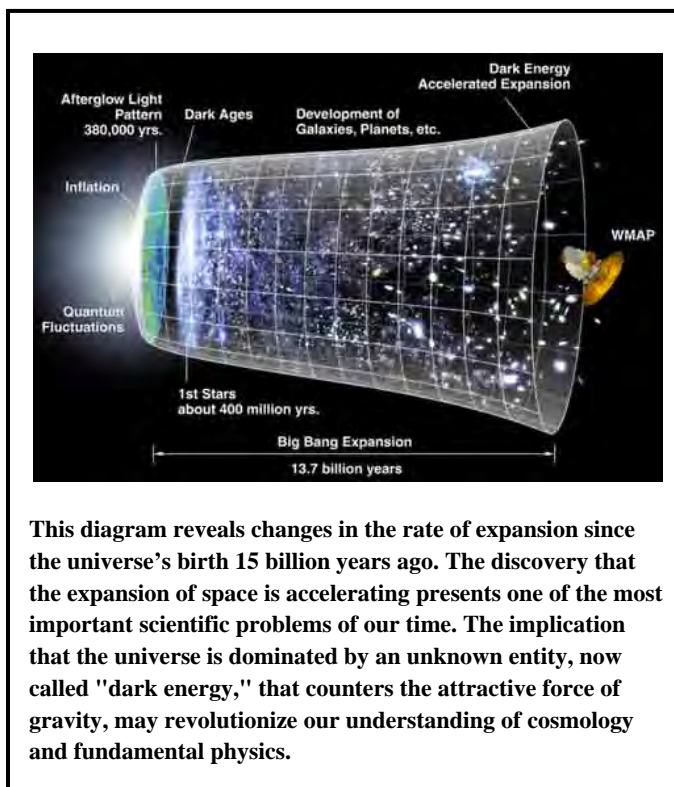 Dark Energy
Accelerated Expansion
Afterglow Light
Pattern
380,000 yrs.
Dark Ages
Development of
Galaxies, Planets, etc.
Inflation
WMAP
Quantum
Fluctuations
1st Stars
about 400 million yrs.
Big Bang Expansion
13.7 billion years
This diagram reveals changes in the rate of expansion since
the universe’s birth 15 billion years ago. The discovery that
the expansion of space is accelerating presents one of the most
important scientific problems of our time. The implication
that the universe is dominated by an unknown entity, now
called "dark energy," that counters the attractive force of
gravity, may revolutionize our understanding of cosmology
and fundamental physics.